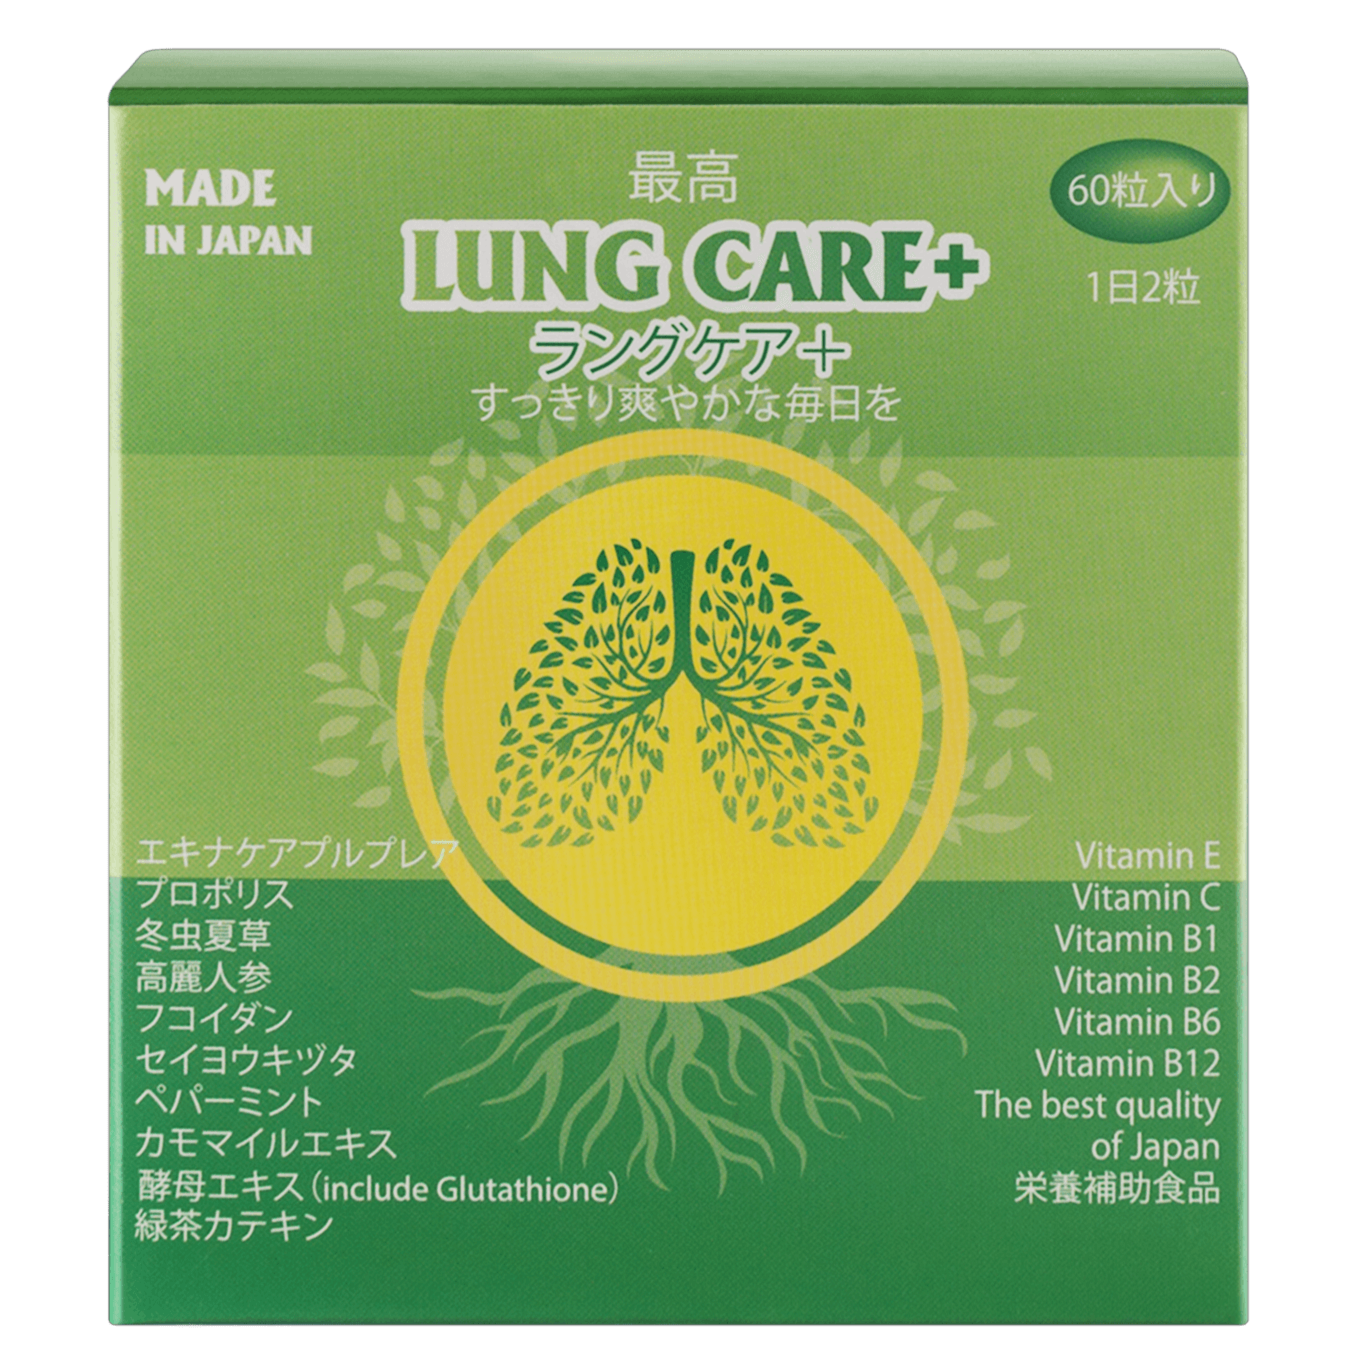 MADE
IN JAPAN
最高
LUNG CARE+
ラングケア+
すっきり爽やかな毎日を
60粒入り
1日2粒
エキナケアプルプレア
プロポリス
冬虫夏草
高麗人参
フコイダン
セイヨウキヅタ
ペパーミント
カモマイルエキス
酵母エキス(include Glutathione)
緑茶カテキン
Vitamin E
Vitamin C
Vitamin B1
Vitamin B2
Vitamin B6
Vitamin B12
The best quality
of Japan
栄養補助食品